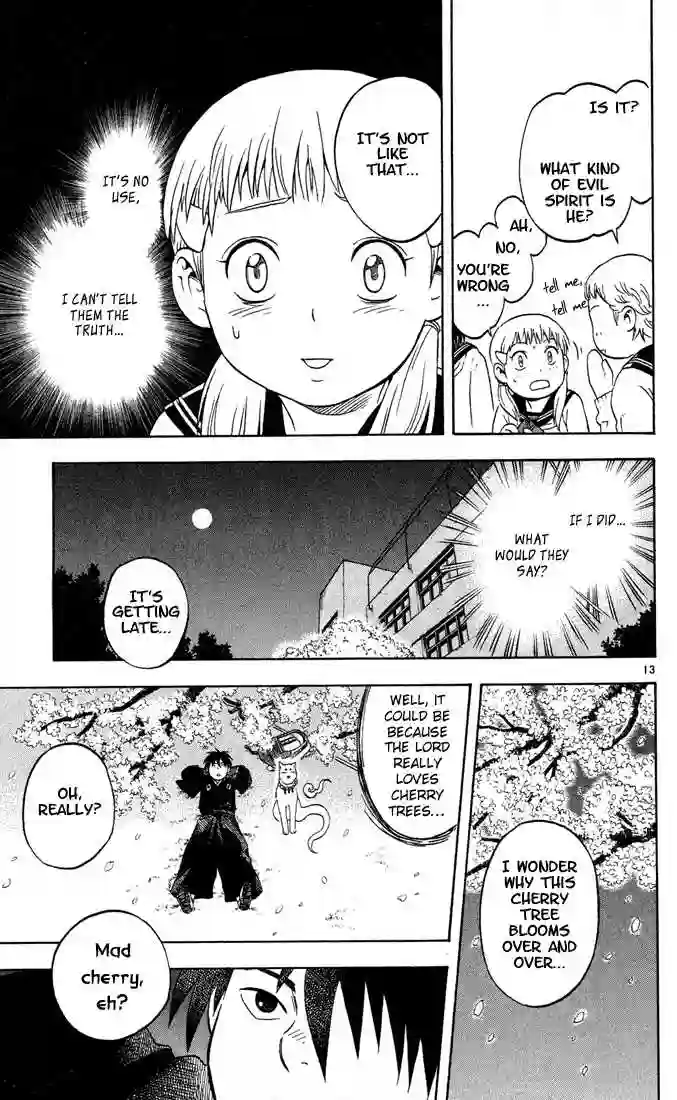 IS IT?
WHAT KIND
OF EVIL
SPIRIT IS
HE?
tell me,
tell me
AH,
NO,
YOU'RE
WRONG
...
IT'S NOT
LIKE
THAT...
IT'S NO
USE,
I CAN'T TELL
THEM THE
TRUTH...
IF I DID...
WHAT
WOULD THEY
SAY?
IT'S
GETTING
LATE...
13
I WONDER
WHY THIS
CHERRY
TREE
BLOOMS
OVER AND
OVER...
WELL, IT
COULD BE
BECAUSE
THE LORD
REALLY
LOVES
CHERRY
TREES...
OH,
REALLY?
Mad
cherry,
eh?